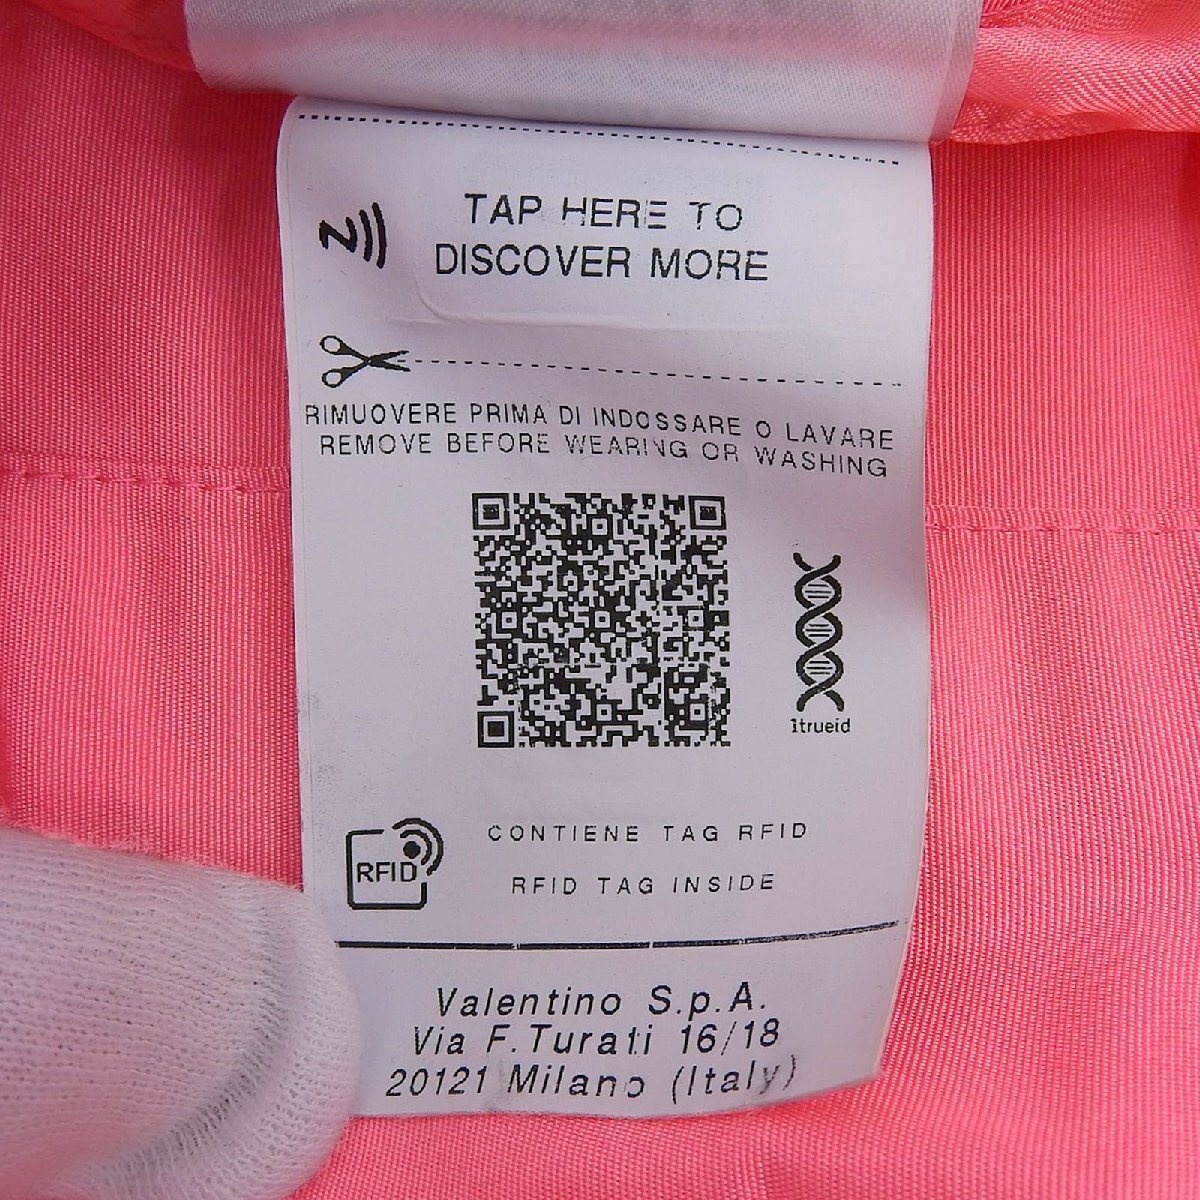 TAP HERE TO
DISCOVER MORE
RIMUOVERE PRIMA DI INDOSSARE O LAVARE
REMOVE BEFORE WEARING OR WASHING
1trueid
RFID
CONTIENE TAG RFID
RFID TAG INSIDE
Valentino S.p.A.
Via F.Turati 16/18
20121 Milano (Italy)